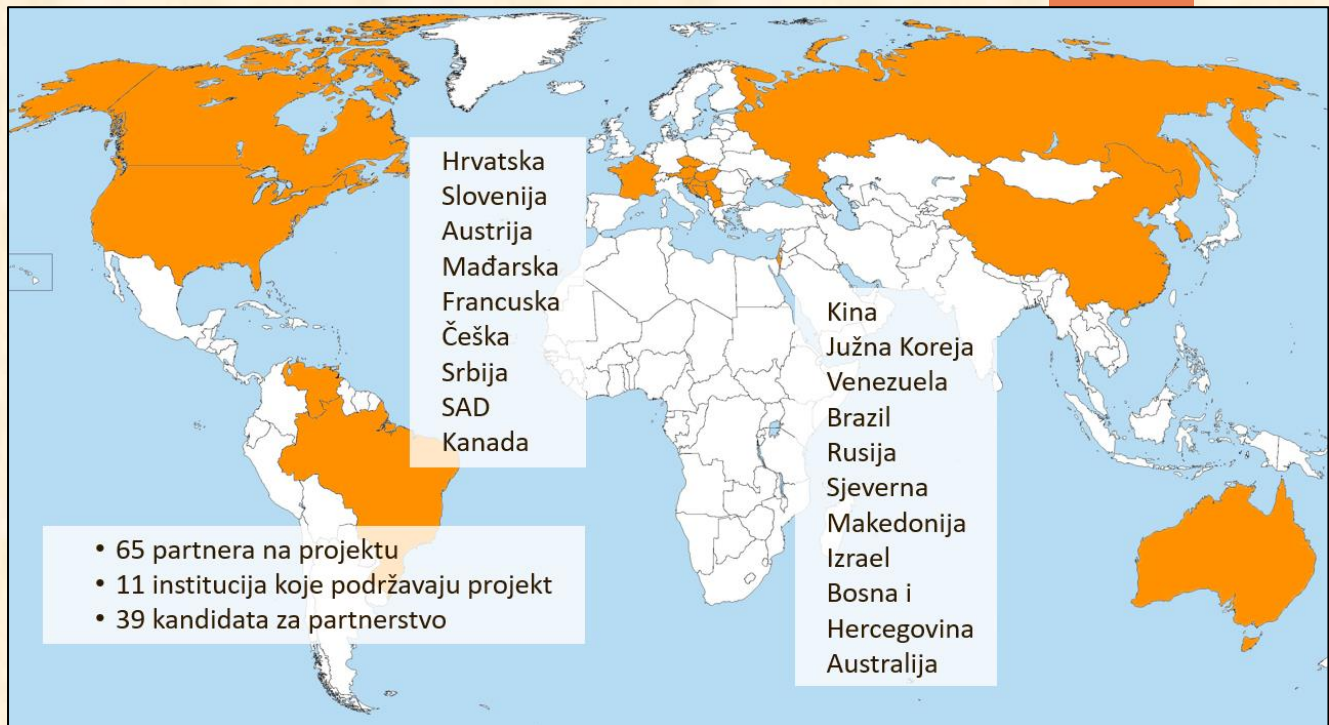 Hrvatska
Slovenija
Austrija
Mađarska
Francuska
Češka
Srbija
SAD
Kanada
Kina
Južna Koreja
Venezuela
Brazil
Rusija
Sjeverna
Makedonija
Izrael
Bosna i
Hercegovina
Australija
• 65 partnera na projektu
• 11 institucija koje podržavaju projekt
• 39 kandidata za partnerstvo